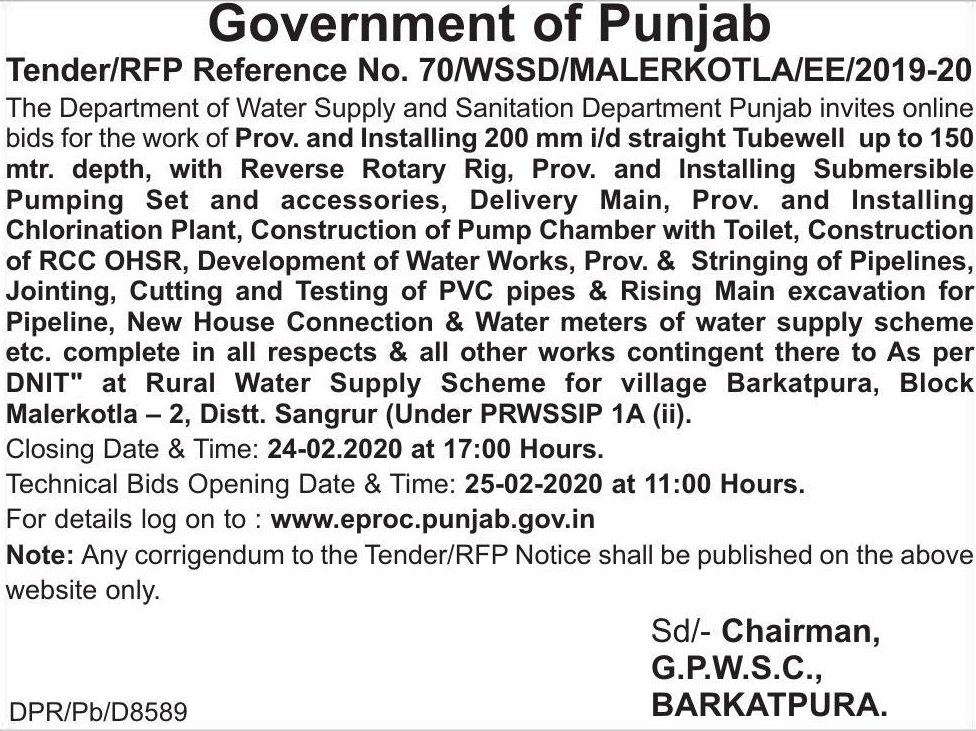 Government of Punjab
Tender/RFP Reference No. 70/WSSD/MALERKOTLA/EE/2019-20
The Department of Water Supply and Sanitation Department Punjab invites online
bids for the work of Prov. and Installing 200 mm i/d straight Tubewell up to 150
mtr. depth, with Reverse Rotary Rig, Prov. and Installing Submersible
Pumping Set and accessories, Delivery Main, Prov. and Installing
Chlorination Plant, Construction of Pump Chamber with Toilet, Construction
of RCC OHSR, Development of Water Works, Prov. & Stringing of Pipelines,
Jointing, Cutting and Testing of PVC pipes & Rising Main excavation for
Pipeline, New House Connection & Water meters of water supply scheme
etc. complete in all respects & all other works contingent there to As per
DNIT" at Rural Water Supply Scheme for village Barkatpura, Block
Malerkotla – 2, Distt. Sangrur (Under PRWSSIP 1A (ii).
Closing Date & Time: 24-02.2020 at 17:00 Hours.
Technical Bids Opening Date & Time: 25-02-2020 at 11:00 Hours.
For details log on to : www.eproc.punjab.gov.in
Note: Any corrigendum to the Tender/RFP Notice shall be published on the above
website only.
Sd/- Chairman,
G.P.W.S.C.,
BARKATPURA.
DPR/Pb/D8589